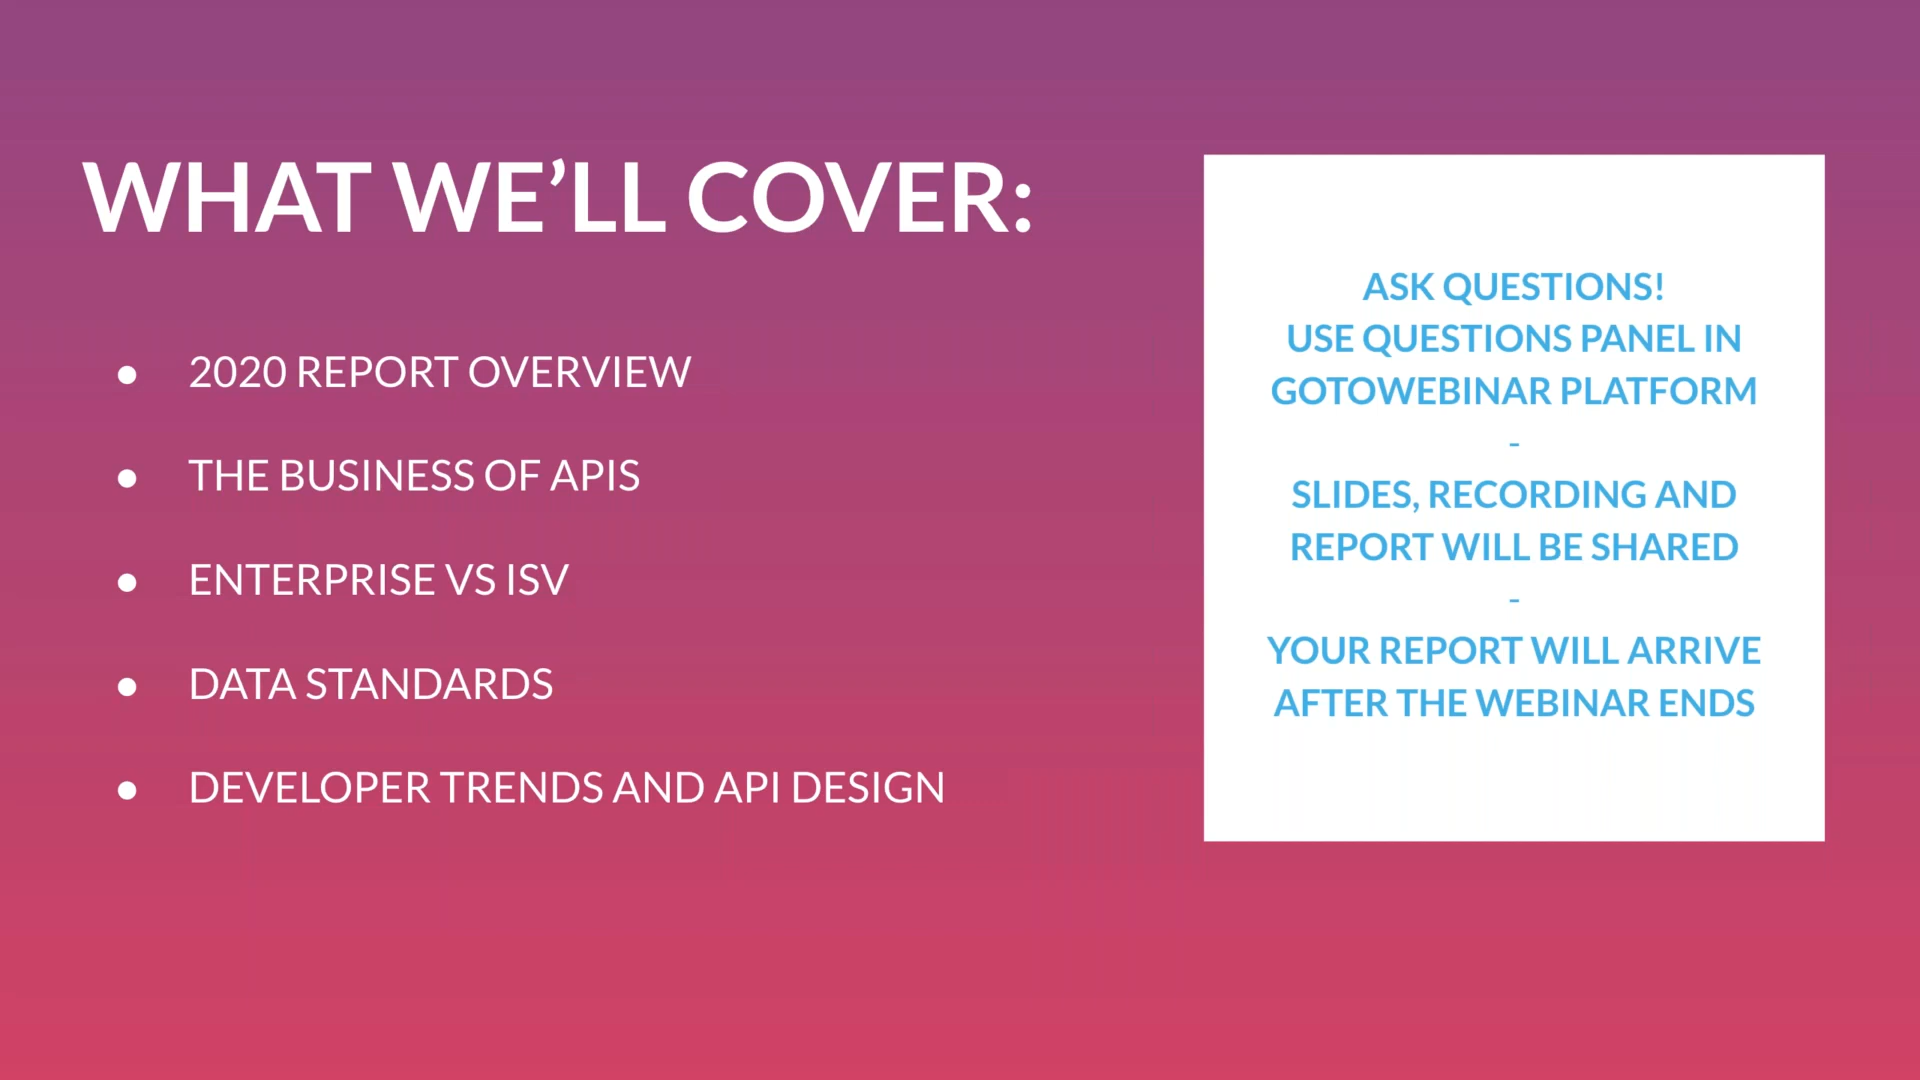 WHAT WE’LL COVER:
● 2020 REPORT OVERVIEW
● THE BUSINESS OF APIS
● ENTERPRISE VS ISV
● DATA STANDARDS
● DEVELOPER TRENDS AND API DESIGN
ASK QUESTIONS!
USE QUESTIONS PANEL IN
GOTOWEBINAR PLATFORM
-
SLIDES, RECORDING AND
REPORT WILL BE SHARED
-
YOUR REPORT WILL ARRIVE
AFTER THE WEBINAR ENDS